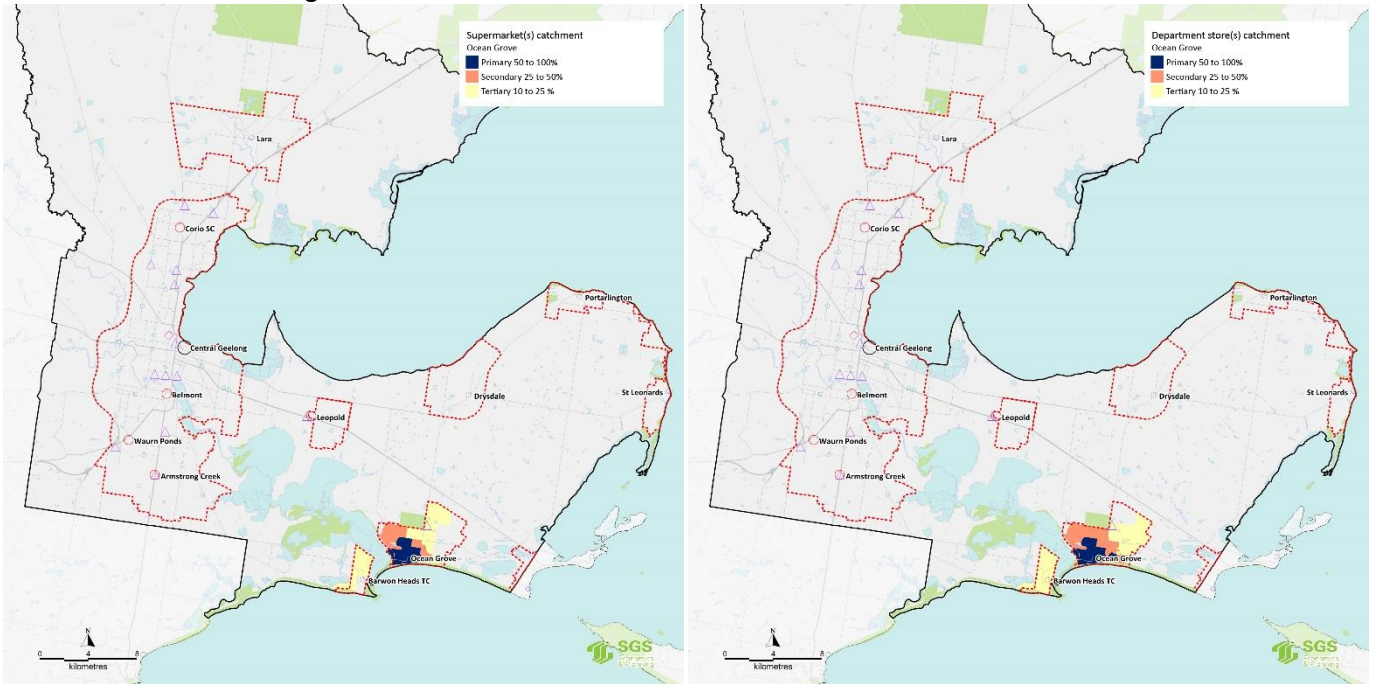 Supermarket(s) catchment
Ocean Grove
Primary 50 to 100%
Secondary 25 to 50%
Tertiary 10 to 25 %
Lara
Corio SC
Portarlington
Central Geelong
Belmont
Drysdale
St Leonards
Leopold
Waurn Ponds
Armstrong Creek
Ocean Grove
Barwon Heads TC
N
0 4 8
kilometres
SGS
Economics
& Planning
Department store(s) catchment
Ocean Grove
Primary 50 to 100%
Secondary 25 to 50%
Tertiary 10 to 25 %
Lara
Corio SC
Portarlington
Central Geelong
Belmont
Drysdale
St Leonards
Leopold
Waurn Ponds
Armstrong Creek
Ocean Grove
Barwon Heads TC
N
0 4 8
kilometres
SGS
Economics
& Planning